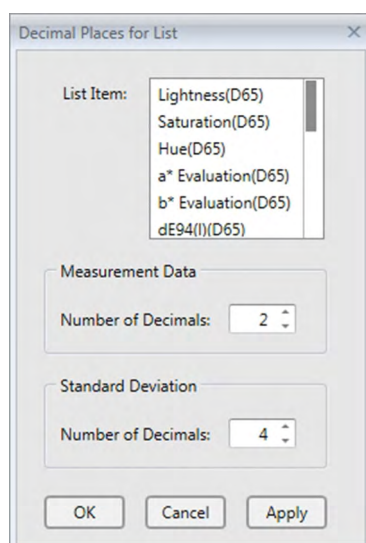 Decimal Places for List
List Item:
Lightness(D65)
Saturation(D65)
Hue(D65)
a* Evaluation(D65)
b* Evaluation(D65)
dE94(l)(D65)
Measurement Data
Number of Decimals: 2
Standard Deviation
Number of Decimals: 4
OK Cancel Apply